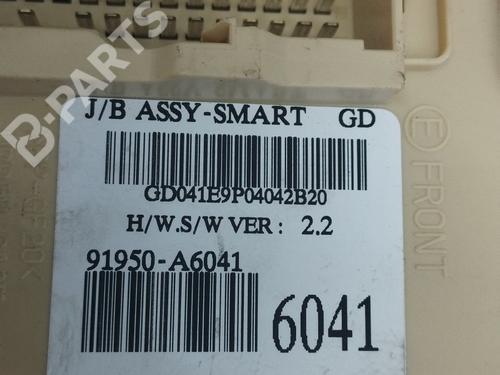 B-PARTS
J/B ASSY-SMART GD
GD041E9P04042B20
H/W.S/W VER : 2.2
91950-A6041
6041
E FRONT